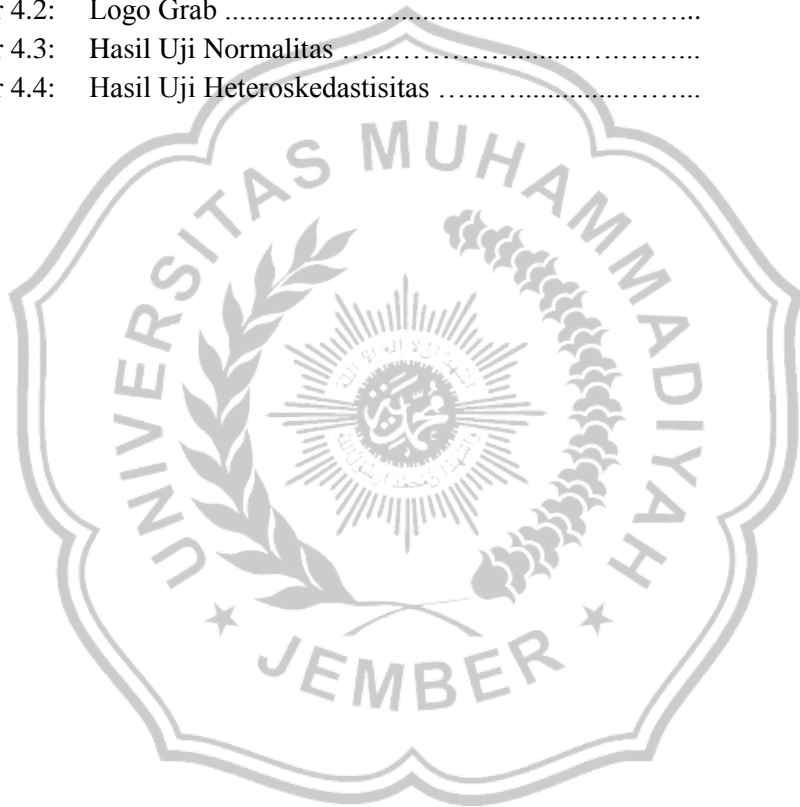 r 4.2: Logo Grab ...............................................................……...
r 4.3: Hasil Uji Normalitas …....…………...........….………...
r 4.4: Hasil Uji Heteroskedastisitas …...…..............……....
UNIVERSITAS MUHAMMADIYAH
JEMBER